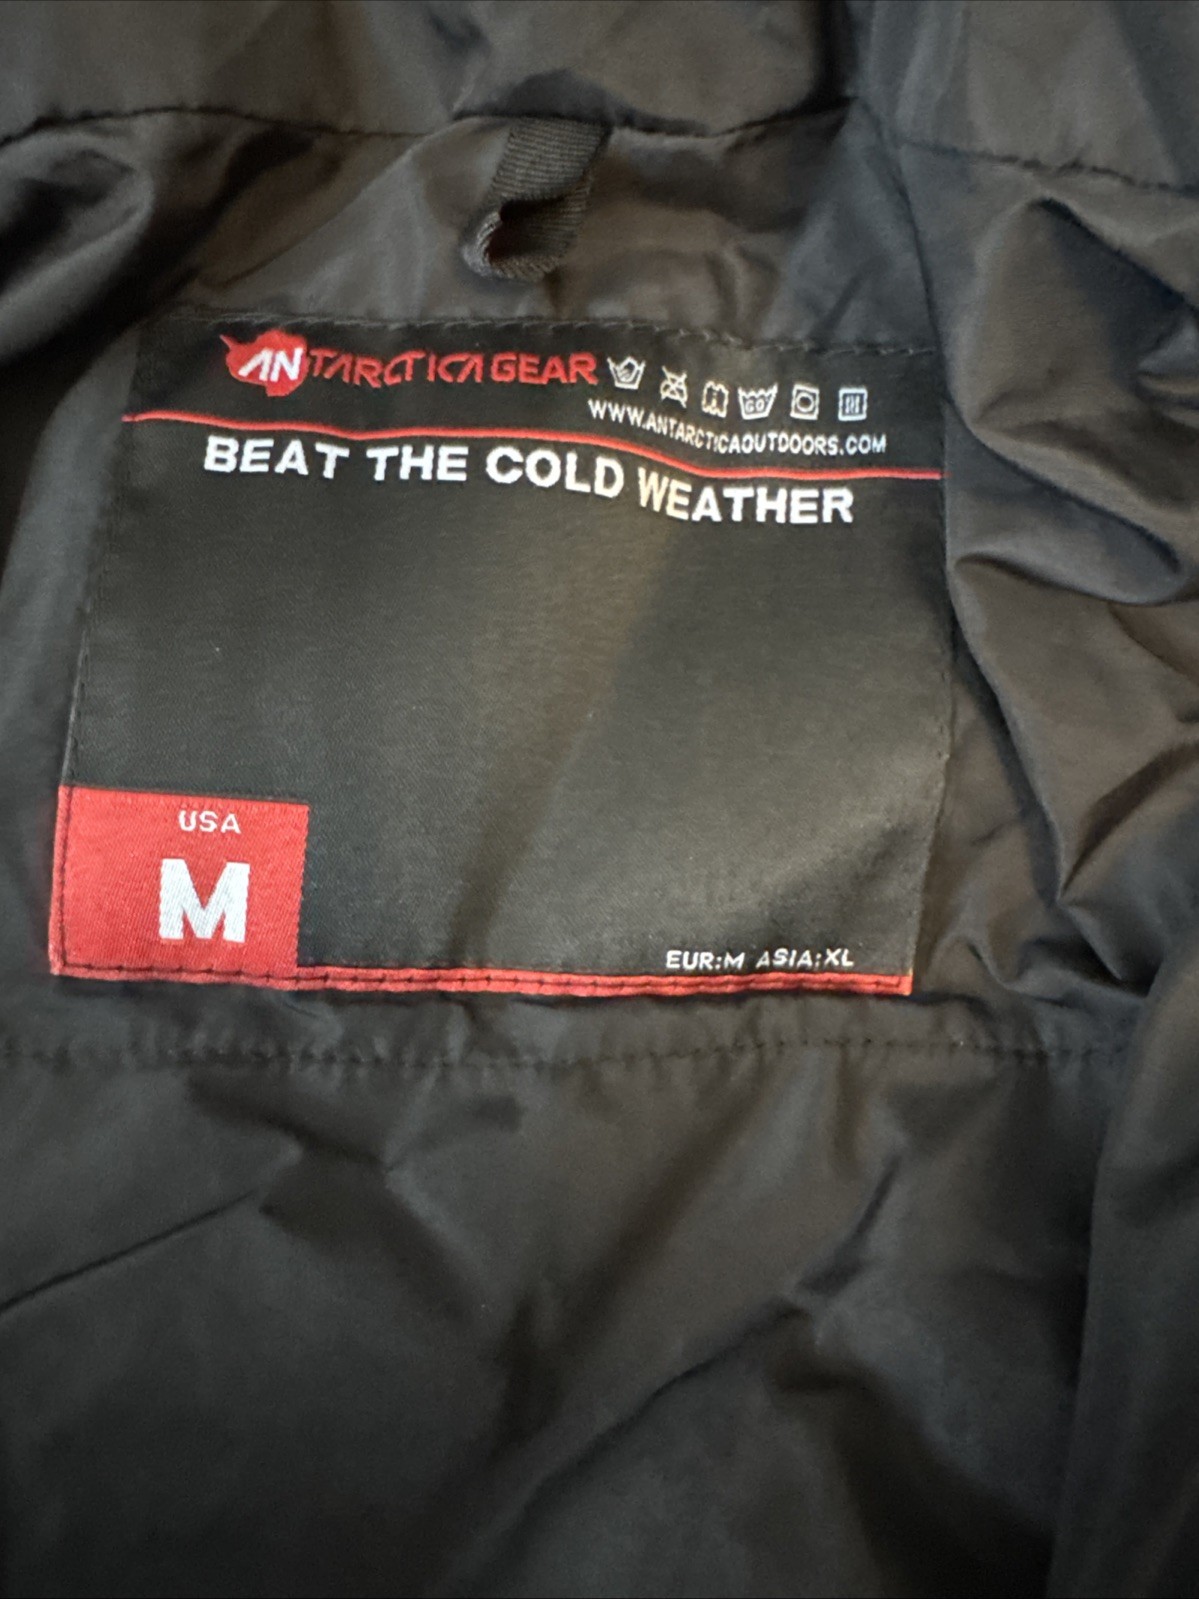 ANTARCTICA GEAR
WWW.ANTARCTICAOUTDOORS.COM
BEAT THE COLD WEATHER
USA
M
EUR:M ASIA:XL